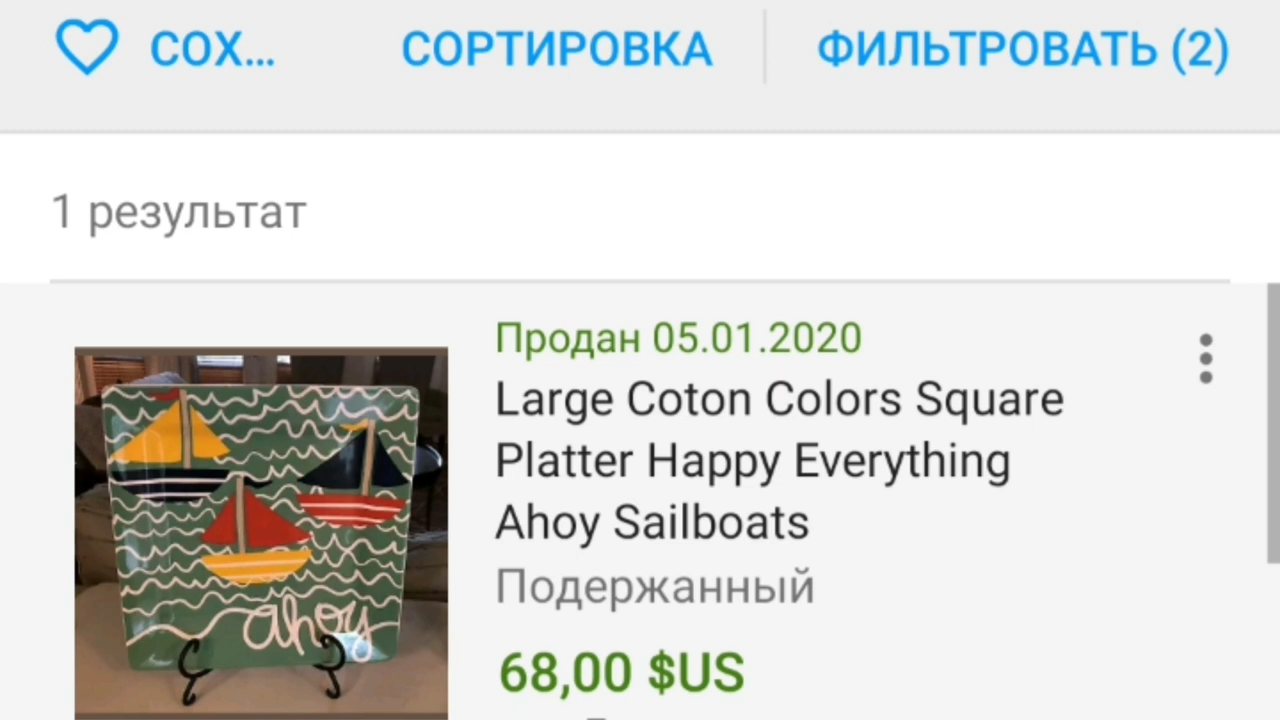 СОХ...
СОРТИРОВКА
ФИЛЬТРОВАТЬ (2)
1 результат
Продан 05.01.2020
Large Coton Colors Square
Platter Happy Everything
Ahoy Sailboats
Подержанный
68,00 $US
ahoy